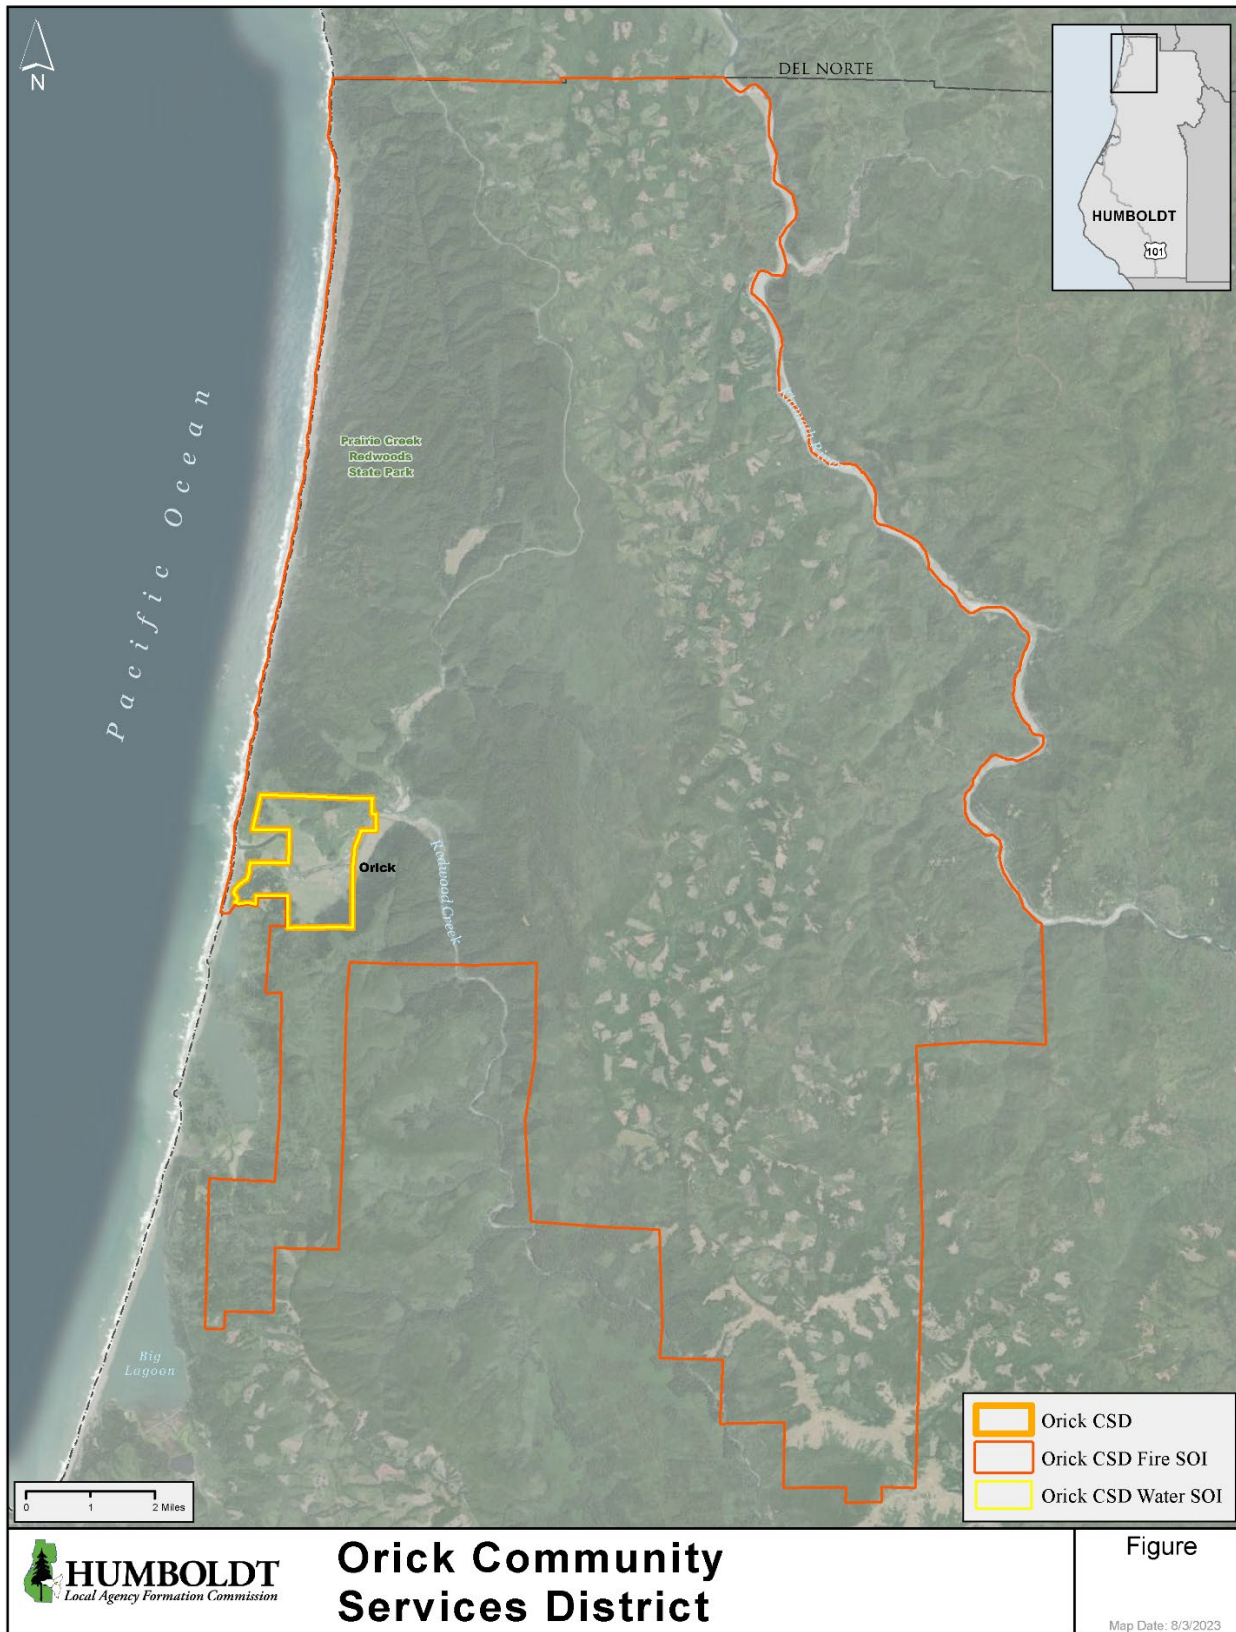 N
DEL NORTE
HUMBOLDT
101
Pacific Ocean
Prairie Creek
Redwoods
State Park
Klamath River
Orick
Redwood Creek
Big
Lagoon
Orick CSD
Orick CSD Fire SOI
Orick CSD Water SOI
0 1 2 Miles
HUMBOLDT
Local Agency Formation Commission
Orick Community
Services District
Figure
Map Date: 8/3/2023